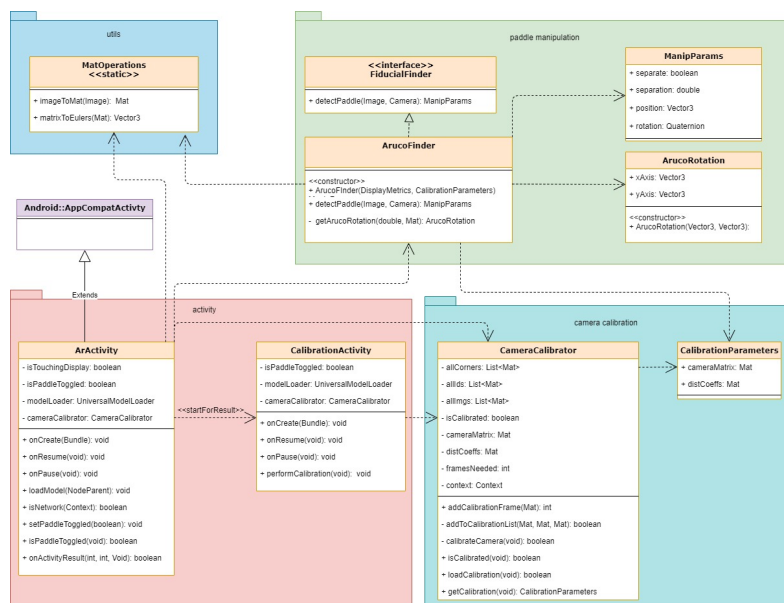 utils
MatOperations
<<static>>
+ imageToMat(Image): Mat
+ matrixToEulers(Mat): Vector3
paddle manipulation
<<interface>>
FiducialFinder
+ detectPaddle(Image, Camera): ManipParams
ManipParams
+ separate: boolean
+ separation: double
+ position: Vector3
+ rotation: Quaternion
ArucoFinder
<<constructor>>
+ ArucoFInder(DisplayMetrics, CalibrationParameters)
+ detectPaddle(Image, Camera): ManipParams
- getArucoRotation(double, Mat): ArucoRotation
ArucoRotation
+ xAxis: Vector3
+ yAxis: Vector3
<<constructor>>
+ ArucoRotation(Vector3, Vector3):
Android::AppCompatActivty
Extends
activity
ArActivity
- isTouchingDisplay: boolean
- isPaddleToggled: boolean
- modelLoader: UniversalModelLoader
- cameraCalibrator: CameraCalibrator
+ onCreate(Bundle): void
+ onResume(void): void
+ onPause(void): void
+ loadModel(NodeParent): void
+ isNetwork(Context): boolean
+ setPaddleToggled(boolean): void
+ isPaddleToggled(void): void
+ onActivityResult(int, int, Void): boolean
<<startForResult>>
CalibrationActivity
- isPaddleToggled: boolean
- modelLoader: UniversalModelLoader
- cameraCalibrator: CameraCalibrator
+ onCreate(Bundle): void
+ onResume(void): void
+ onPause(void): void
+ performCalibration(void): void
camera calibration
CameraCalibrator
- allCorners: List<Mat>
- allIds: List<Mat>
- allImgs: List<Mat>
- isCalibrated: boolean
- cameraMatrix: Mat
- distCoeffs: Mat
- framesNeeded: int
- context: Context
+ addCalibrationFrame(Mat): int
- addToCalibrationList(Mat, Mat, Mat): boolean
- calibrateCamera(void): boolean
+ isCalibrated(void): boolean
+ loadCalibration(void): boolean
+ getCalibration(void): CalibrationParameters
CalibrationParameters
+ cameraMatrix: Mat
+ distCoeffs: Mat